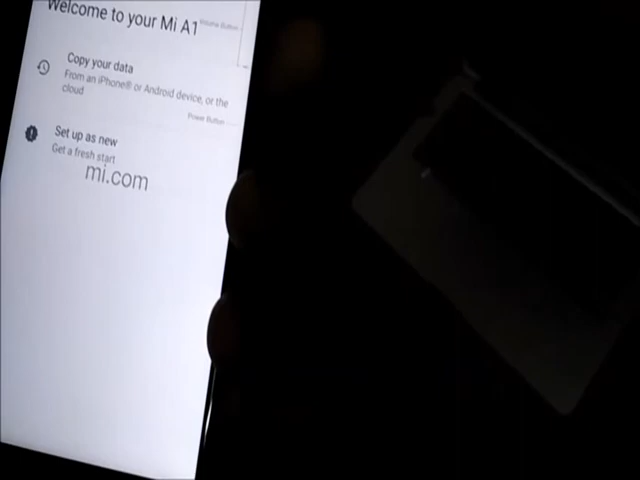 Welcome to your Mi A1
Volume Button
Copy your data
From an iPhone® or Android device, or the
cloud
Power Button
Set up as new
Get a fresh start
mi.com